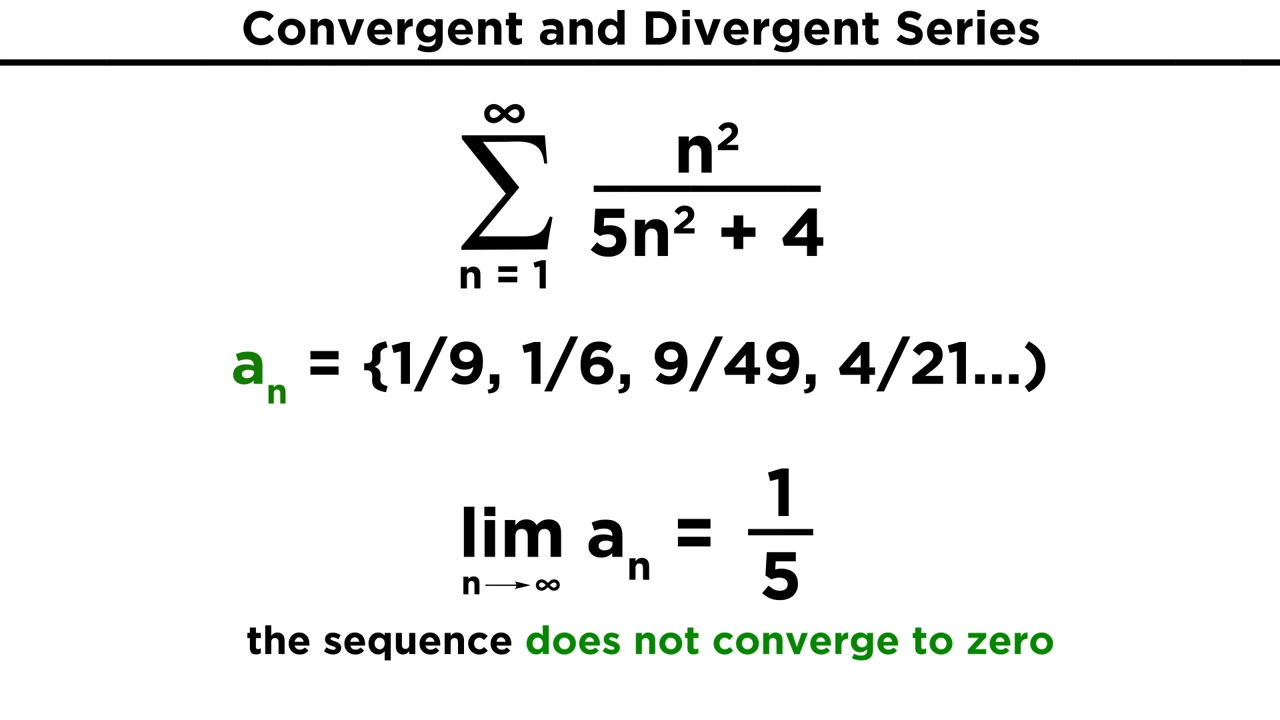 Convergent and Divergent Series
∞
∑ n² / 5n² + 4
n = 1
aₙ = {1/9, 1/6, 9/49, 4/21...)
lim aₙ = 1/5
n→∞
the sequence does not converge to zero